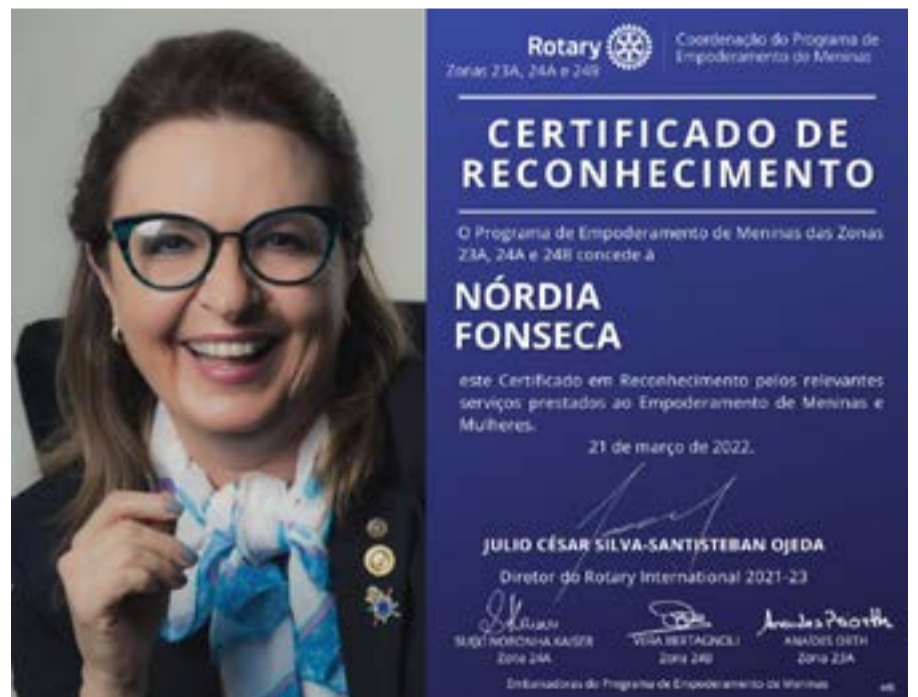 Rotary
Zonas 23A, 24A e 24B
Coordenação do Programa de
Empoderamento de Meninas
CERTIFICADO DE
RECONHECIMENTO
O Programa de Empoderamento de Meninas das Zonas
23A, 24A e 24B concede à
NÓRDIA
FONSECA
este Certificado em Reconhecimento pelos relevantes
serviços prestados ao Empoderamento de Meninas e
Mulheres.
21 de março de 2022.
JULIO CÉSAR SILVA-SANTISTEBAN OJEDA
Diretor do Rotary International 2021-23
NORONHA KAISER
Zona 24A
VERA BERTAGNOLI
Zona 24B
ANAIDES ORTH
Zona 23A
Embaixadoras do Programa de Empoderamento de Meninas